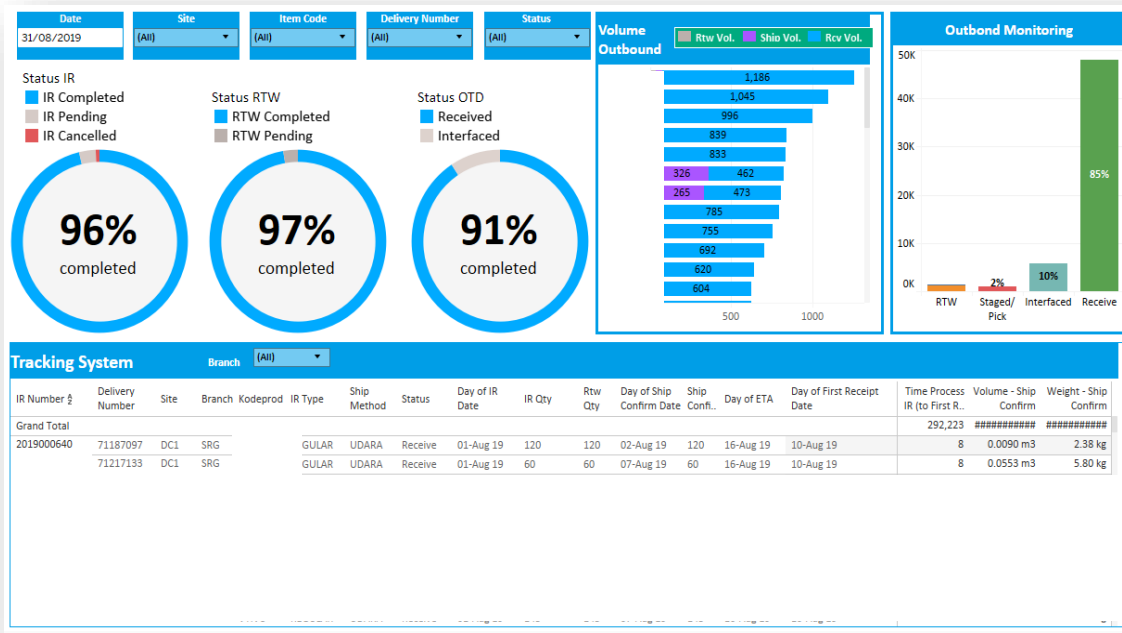 Date Site Item Code Delivery Number Status
31/08/2019 (All) (All) (All) (All)
Status IR
IR Completed
IR Pending
IR Cancelled
96%
completed
Status RTW
RTW Completed
RTW Pending
97%
completed
Status OTD
Received
Interfaced
91%
completed
Volume
Outbound
Rtw Vol. Ship Vol. Rcv Vol.
1,186
1,045
996
839
833
326 462
265 473
785
755
692
620
604
500 1000
Outbond Monitoring
50K
40K
30K
20K
10K
0K
2% 10% 85%
RTW Staged/ Interfaced Receive
Pick
Tracking System Branch (All)
IR Number Delivery Number Site Branch Kodeprod IR Type Ship Method Status Day of IR Date IR Qty Rtw Qty Day of Ship Confirm Date Ship Confi.. Day of ETA Day of First Receipt Date Time Process IR (to First R.. Volume - Ship Confirm Weight - Ship Confirm
Grand Total 292,223 ########### ###########
2019000640 71187097 DC1 SRG GULAR UDARA Receive 01-Aug 19 120 120 02-Aug 19 120 16-Aug 19 10-Aug 19 8 0.0090 m3 2.38 kg
71217133 DC1 SRG GULAR UDARA Receive 01-Aug 19 60 60 07-Aug 19 60 16-Aug 19 10-Aug 19 8 0.0553 m3 5.80 kg